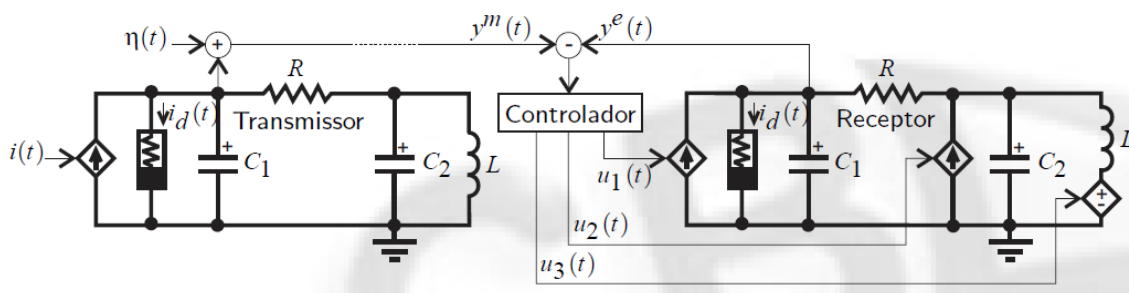 η(t)
+
y^m(t)
-
y^e(t)
R
i_d(t)
Transmissor
i(t)
+
C_1
+
C_2
L
Controlador
u_1(t)
u_2(t)
u_3(t)
R
i_d(t)
Receptor
+
C_1
+
C_2
L
+
-